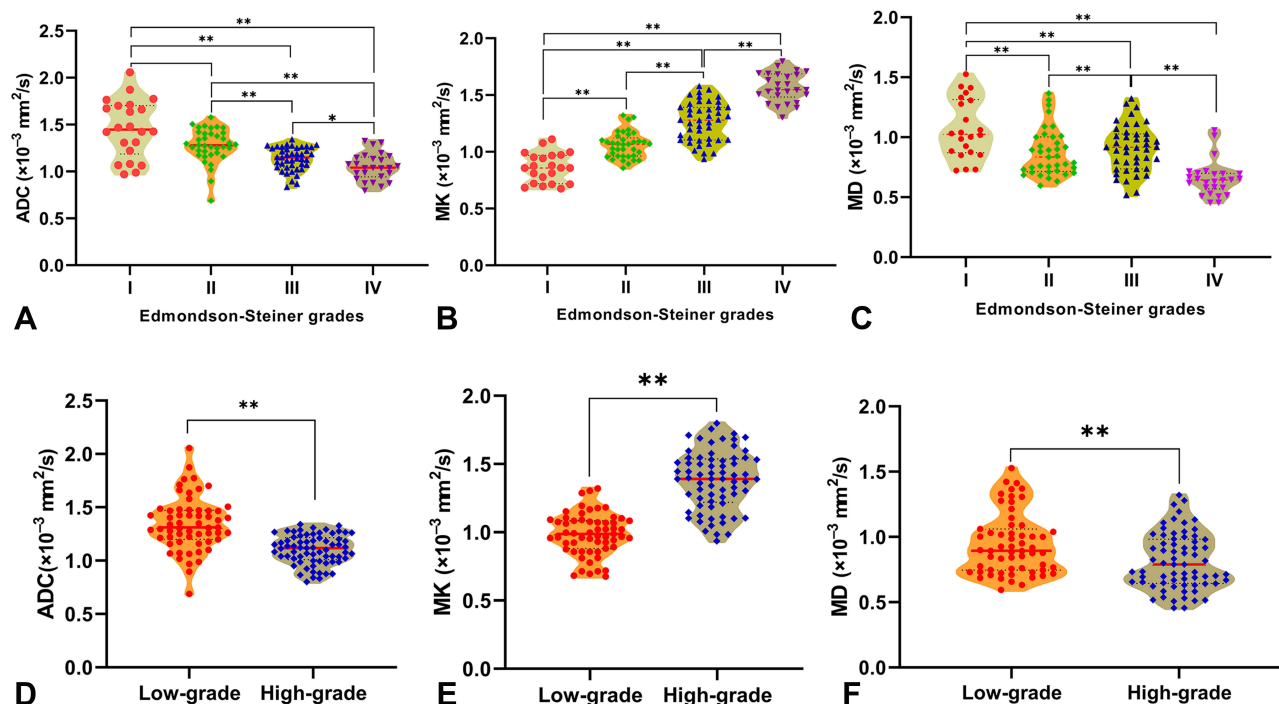 2.5
2.0
1.5
1.0
0.5
0.0
ADC (×10⁻³ mm²/s)
**
**
**
**
*
I II III IV
Edmondson-Steiner grades
A
2.0
1.5
1.0
0.5
0.0
MK (×10⁻³ mm²/s)
**
**
**
**
**
I II III IV
Edmondson-Steiner grades
B
2.0
1.5
1.0
0.5
0.0
MD (×10⁻³ mm²/s)
**
**
**
**
**
I II III IV
Edmondson-Steiner grades
C
2.5
2.0
1.5
1.0
0.5
0.0
ADC(×10⁻³ mm²/s)
**
Low-grade High-grade
D
2.0
1.5
1.0
0.5
0.0
MK (×10⁻³ mm²/s)
**
Low-grade High-grade
E
2.0
1.5
1.0
0.5
0.0
MD (×10⁻³ mm²/s)
**
Low-grade High-grade
F